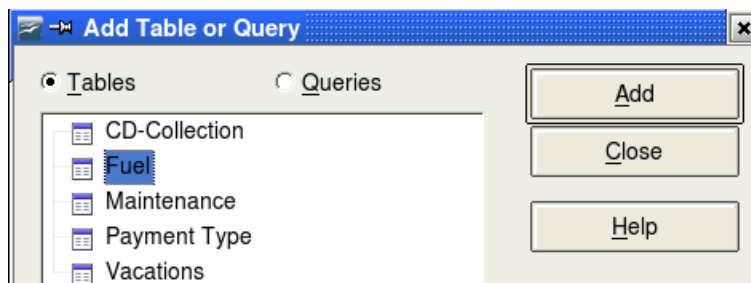 Add Table or Query
Tables
Queries
Add
CD-Collection
Fuel
Close
Maintenance
Payment Type
Help
Vacations